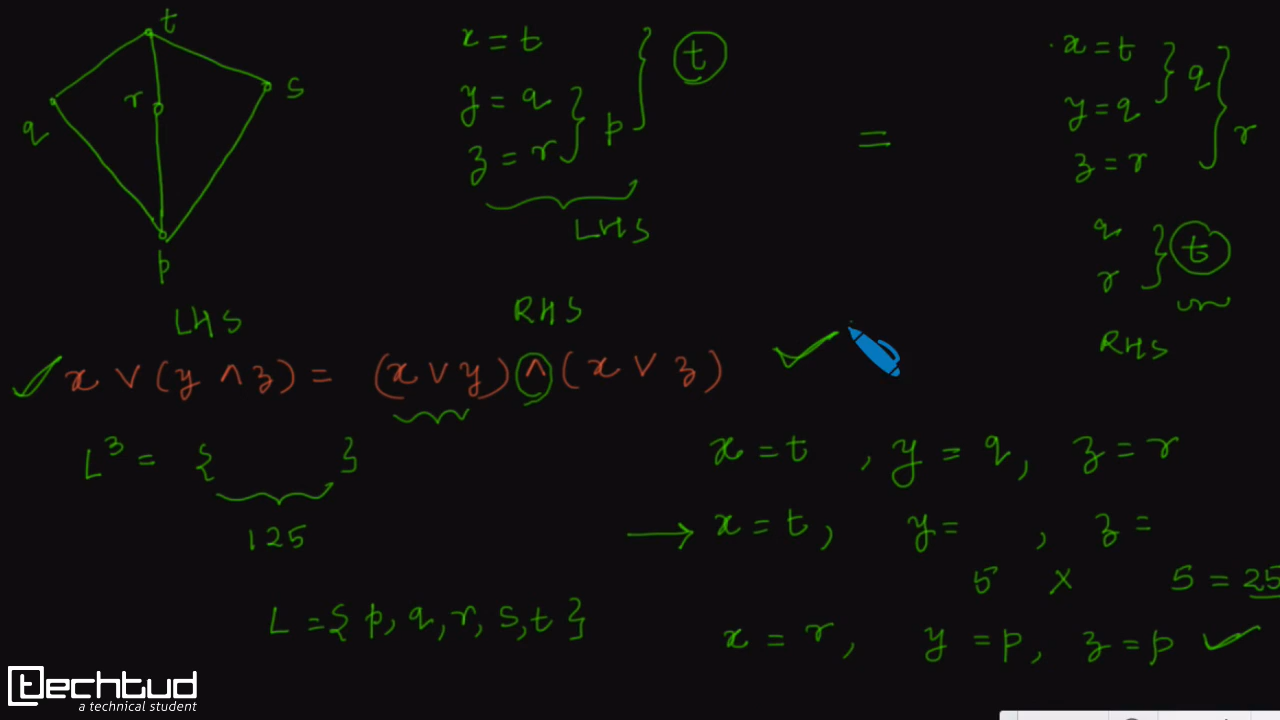 t
r
s
q
p
x = t
y = q
z = r
p
t
LHS
=
x = t
y = q
z = r
q
r
q
r
t
RHS
LHS
RHS
x ∨ (y ∧ z) = (x ∨ y) ∧ (x ∨ z)
L³ = { }
125
L = {p, q, r, s, t}
x = t , y = q, z = r
→ x = t, y = , z =
5 × 5 = 25
x = r, y = p, z = p
techtud
a technical student